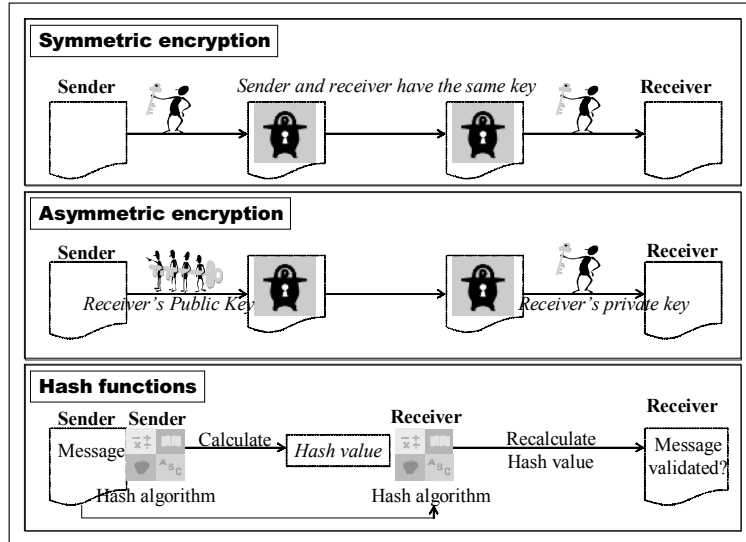 Symmetric encryption
Sender
Sender and receiver have the same key
Receiver
Asymmetric encryption
Sender
Receiver
Receiver's Public Key
Receiver's private key
Hash functions
Sender
Sender
Receiver
Receiver
Message
Calculate
Hash value
Recalculate
Hash value
Message
validated?
A B C
A B C
Hash algorithm
Hash algorithm